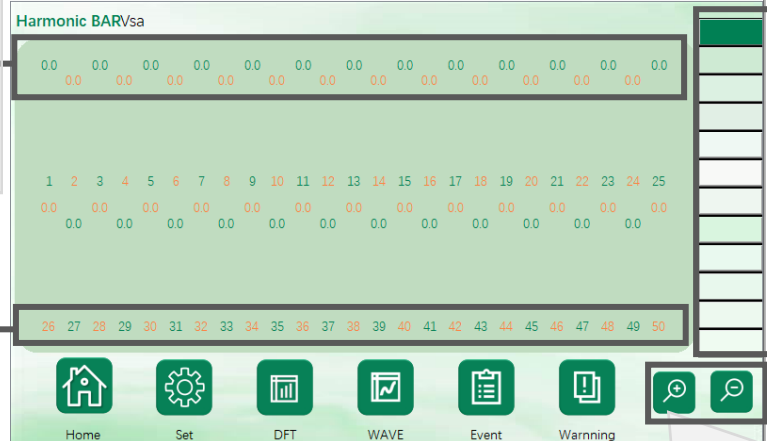 Harmonic BARVsa
0.0 0.0 0.0 0.0 0.0 0.0 0.0 0.0 0.0 0.0 0.0 0.0 0.0
0.0 0.0 0.0 0.0 0.0 0.0 0.0 0.0 0.0 0.0 0.0 0.0
1 2 3 4 5 6 7 8 9 10 11 12 13 14 15 16 17 18 19 20 21 22 23 24 25
0.0 0.0 0.0 0.0 0.0 0.0 0.0 0.0 0.0 0.0 0.0 0.0 0.0
0.0 0.0 0.0 0.0 0.0 0.0 0.0 0.0 0.0 0.0 0.0 0.0
26 27 28 29 30 31 32 33 34 35 36 37 38 39 40 41 42 43 44 45 46 47 48 49 50
Home Set DFT WAVE Event Warnning